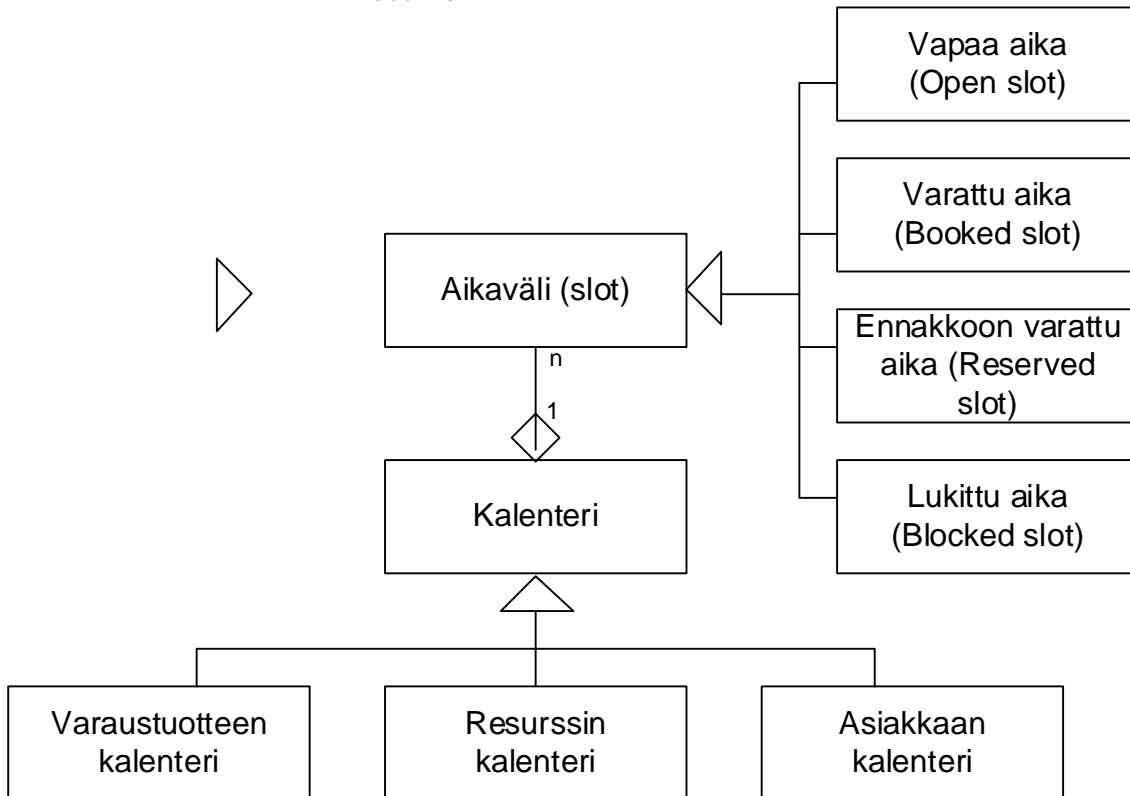 Vapaa aika
(Open slot)
Varattu aika
(Booked slot)
Aikaväli (slot)
Ennakkoon varattu
aika (Reserved
slot)
n
1
Lukittu aika
(Blocked slot)
Kalenteri
Varaustuotteen
kalenteri
Resurssin
kalenteri
Asiakkaan
kalenteri